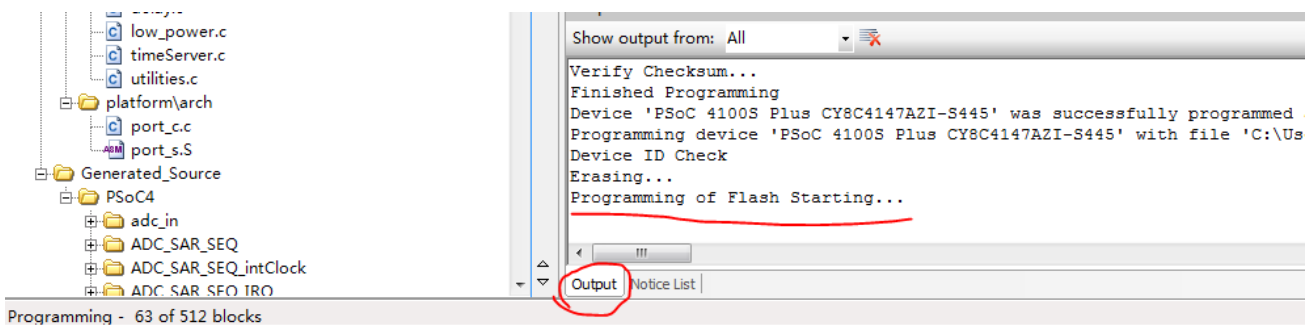 low_power.c
timeServer.c
utilities.c
platform\arch
port_c.c
port_s.S
Generated_Source
PSoC4
adc_in
ADC_SAR_SEQ
ADC_SAR_SEQ_intClock
ADC_SAR_SEQ_IRQ
Show output from: All
Verify Checksum...
Finished Programming
Device 'PSoC 4100S Plus CY8C4147AZI-S445' was successfully programmed
Programming device 'PSoC 4100S Plus CY8C4147AZI-S445' with file 'C:\Us
Device ID Check
Erasing...
Programming of Flash Starting...
Output Notice List
Programming - 63 of 512 blocks